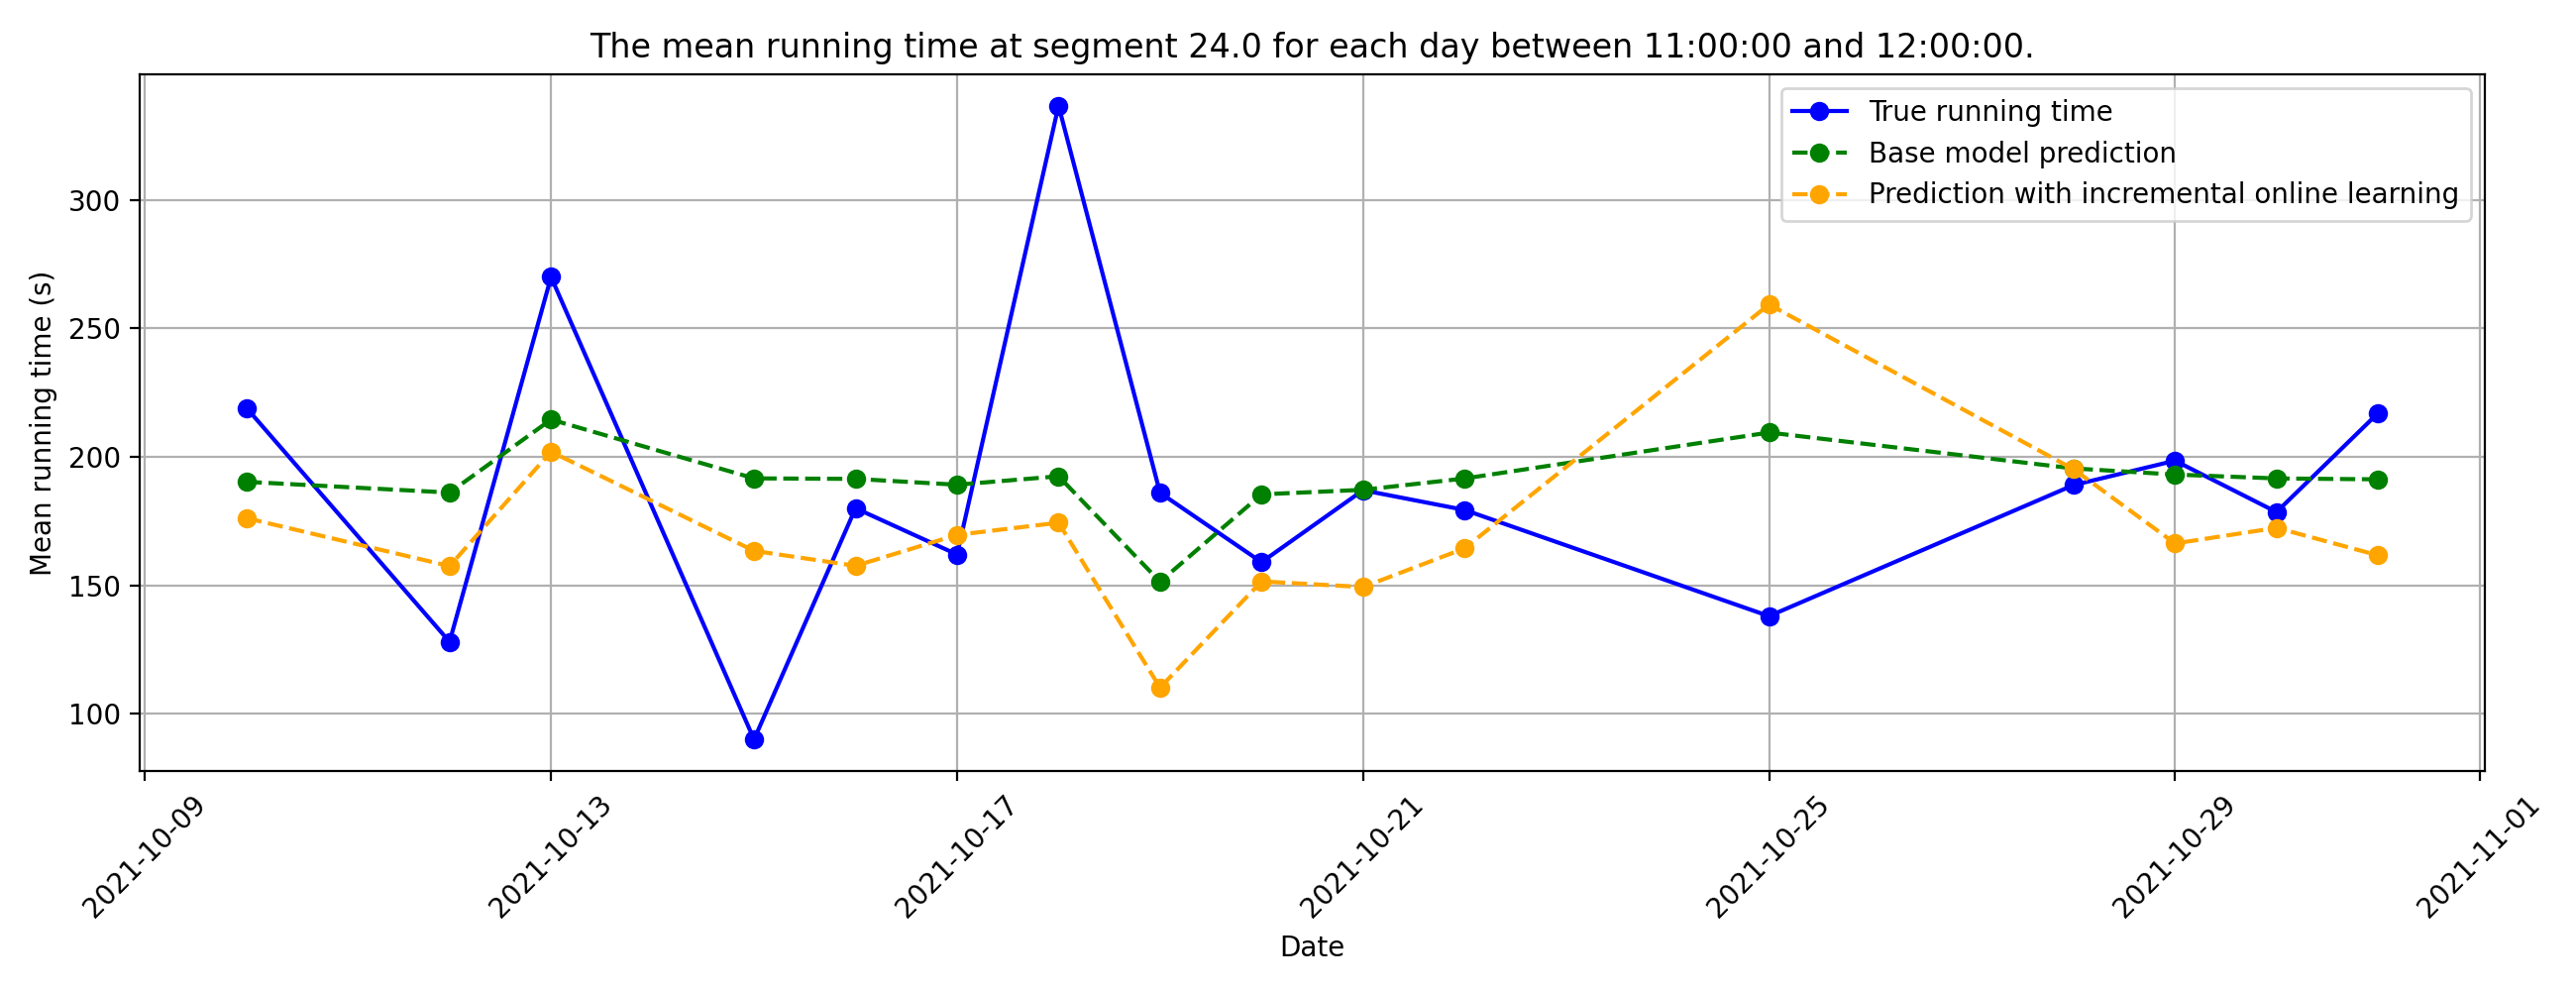 The mean running time at segment 24.0 for each day between 11:00:00 and 12:00:00.
True running time
Base model prediction
Prediction with incremental online learning
Mean running time (s)
300
250
200
150
100
2021-10-09
2021-10-13
2021-10-17
2021-10-21
2021-10-25
2021-10-29
2021-11-01
Date